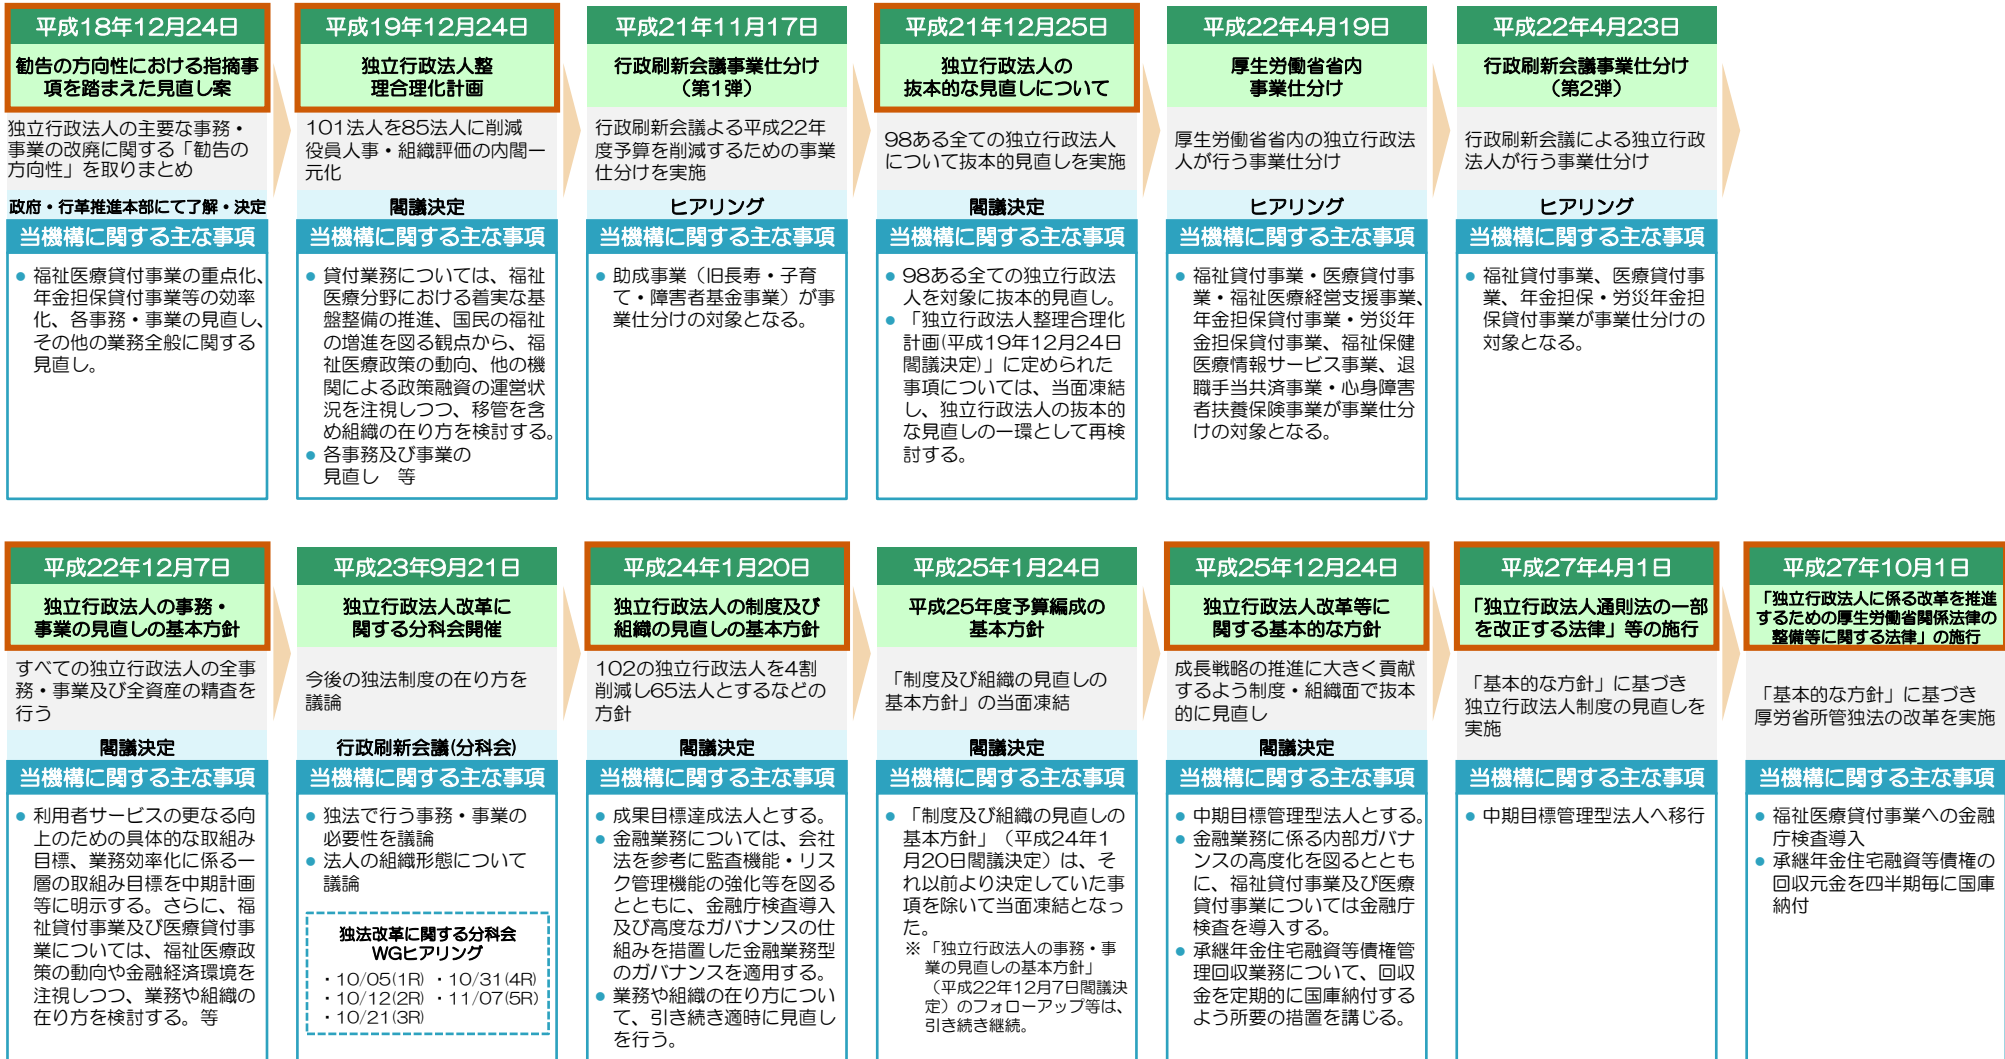 平成18年12月24日
勧告の方向性における指摘事
項を踏まえた見直し案
独立行政法人の主要な事務・
事業の改廃に関する「勧告の
方向性」を取りまとめ
政府・行革推進本部にて了解・決定
当機構に関する主な事項
● 福祉医療貸付事業の重点化、
年金担保貸付事業等の効率
化、各事務・事業の見直し、
その他の業務全般に関する
見直し。
平成19年12月24日
独立行政法人整
理合理化計画
101法人を85法人に削減
役員人事・組織評価の内閣一
元化
閣議決定
当機構に関する主な事項
● 貸付業務については、福祉
医療分野における着実な基
盤整備の推進、国民の福祉
の増進を図る観点から、福
祉医療政策の動向、他の機
関による政策融資の運営状
況を注視しつつ、移管を含
め組織の在り方を検討する。
● 各事務及び事業の
見直し 等
平成21年11月17日
行政刷新会議事業仕分け
（第1弾）
行政刷新会議よる平成22年
度予算を削減するための事業
仕分けを実施
ヒアリング
当機構に関する主な事項
● 助成事業（旧長寿・子育
て・障害者基金事業）が事
業仕分けの対象となる。
平成21年12月25日
独立行政法人の
抜本的な見直しについて
98ある全ての独立行政法人
について抜本的見直しを実施
閣議決定
当機構に関する主な事項
● 98ある全ての独立行政法
人を対象に抜本的見直し。
● 「独立行政法人整理合理化
計画(平成19年12月24日
閣議決定)」に定められた
事項については、当面凍結
し、独立行政法人の抜本的
な見直しの一環として再検
討する。
平成22年4月19日
厚生労働省省内
事業仕分け
厚生労働省省内の独立行政法
人が行う事業仕分け
ヒアリング
当機構に関する主な事項
● 福祉貸付事業・医療貸付事
業・福祉医療経営支援事業、
年金担保貸付事業・労災年
金担保貸付事業、福祉保健
医療情報サービス事業、退
職手当共済事業・心身障害
者扶養保険事業が事業仕分
けの対象となる。
平成22年4月23日
行政刷新会議事業仕分け
（第2弾）
行政刷新会議による独立行政
法人が行う事業仕分け
ヒアリング
当機構に関する主な事項
● 福祉貸付事業、医療貸付事
業、年金担保・労災年金担
保貸付事業が事業仕分けの
対象となる。
平成22年12月7日
独立行政法人の事務・
事業の見直しの基本方針
すべての独立行政法人の全事
務・事業及び全資産の精査を
行う
閣議決定
当機構に関する主な事項
● 利用者サービスの更なる向
上のための具体的な取組み
目標、業務効率化に係る一
層の取組み目標を中期計画
等に明示する。さらに、福
祉貸付事業及び医療貸付事
業については、福祉医療政
策の動向や金融経済環境を
注視しつつ、業務や組織の
在り方を検討する。等
平成23年9月21日
独立行政法人改革に
関する分科会開催
今後の独法制度の在り方を
議論
行政刷新会議(分科会)
当機構に関する主な事項
● 独法で行う事務・事業の
必要性を議論
● 法人の組織形態について
議論
独法改革に関する分科会
WGヒアリング
・10/05(1R) ・10/31(4R)
・10/12(2R) ・11/07(5R)
・10/21(3R)
平成24年1月20日
独立行政法人の制度及び
組織の見直しの基本方針
102の独立行政法人を4割
削減し65法人とするなどの
方針
閣議決定
当機構に関する主な事項
● 成果目標達成法人とする。
● 金融業務については、会社
法を参考に監査機能・リス
ク管理機能の強化等を図る
とともに、金融庁検査導入
及び高度なガバナンスの仕
組みを措置した金融業務型
のガバナンスを適用する。
● 業務や組織の在り方につい
て、引き続き適時に見直し
を行う。
平成25年1月24日
平成25年度予算編成の
基本方針
「制度及び組織の見直しの
基本方針」の当面凍結
閣議決定
当機構に関する主な事項
● 「制度及び組織の見直しの
基本方針」（平成24年1
月20日閣議決定）は、そ
れ以前より決定していた事
項を除いて当面凍結となっ
た。
※ 「独立行政法人の事務・事
業の見直しの基本方針」
（平成22年12月7日閣議決
定）のフォローアップ等は、
引き続き継続。
平成25年12月24日
独立行政法人改革等に
関する基本的な方針
成長戦略の推進に大きく貢献
するよう制度・組織面で抜本
的に見直し
閣議決定
当機構に関する主な事項
● 中期目標管理型法人とする。
● 金融業務に係る内部ガバナ
ンスの高度化を図るととも
に、福祉貸付事業及び医療
貸付事業については金融庁
検査を導入する。
● 承継年金住宅融資等債権管
理回収業務について、回収
金を定期的に国庫納付する
よう所要の措置を講じる。
平成27年4月1日
「独立行政法人通則法の一部
を改正する法律」等の施行
「基本的な方針」に基づき
独立行政法人制度の見直しを
実施
当機構に関する主な事項
● 中期目標管理型法人へ移行
平成27年10月1日
「独立行政法人に係る改革を推進
するための厚生労働省関係法律の
整備等に関する法律」の施行
「基本的な方針」に基づき
厚労省所管独法の改革を実施
当機構に関する主な事項
● 福祉医療貸付事業への金融
庁検査導入
● 承継年金住宅融資等債権の
回収元金を四半期毎に国庫
納付